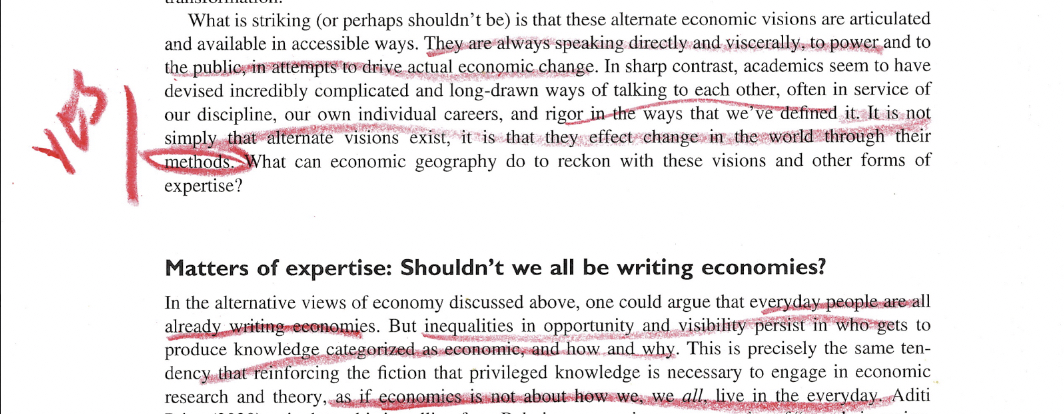 What is striking (or perhaps shouldn't be) is that these alternate economic visions are articulated
and available in accessible ways. They are always speaking directly and viscerally, to power and to
the public, in attempts to drive actual economic change. In sharp contrast, academics seem to have
devised incredibly complicated and long-drawn ways of talking to each other, often in service of
our discipline, our own individual careers, and rigor in the ways that we've defined it. It is not
simply that alternate visions exist, it is that they effect change in the world through their
methods. What can economic geography do to reckon with these visions and other forms of
expertise?
YES
Matters of expertise: Shouldn't we all be writing economies?
In the alternative views of economy discussed above, one could argue that everyday people are all
already writing economies. But inequalities in opportunity and visibility persist in who gets to
produce knowledge categorized as economic, and how and why. This is precisely the same ten-
dency that reinforcing the fiction that privileged knowledge is necessary to engage in economic
research and theory, as if economics is not about how we, we all, live in the everyday. Aditi